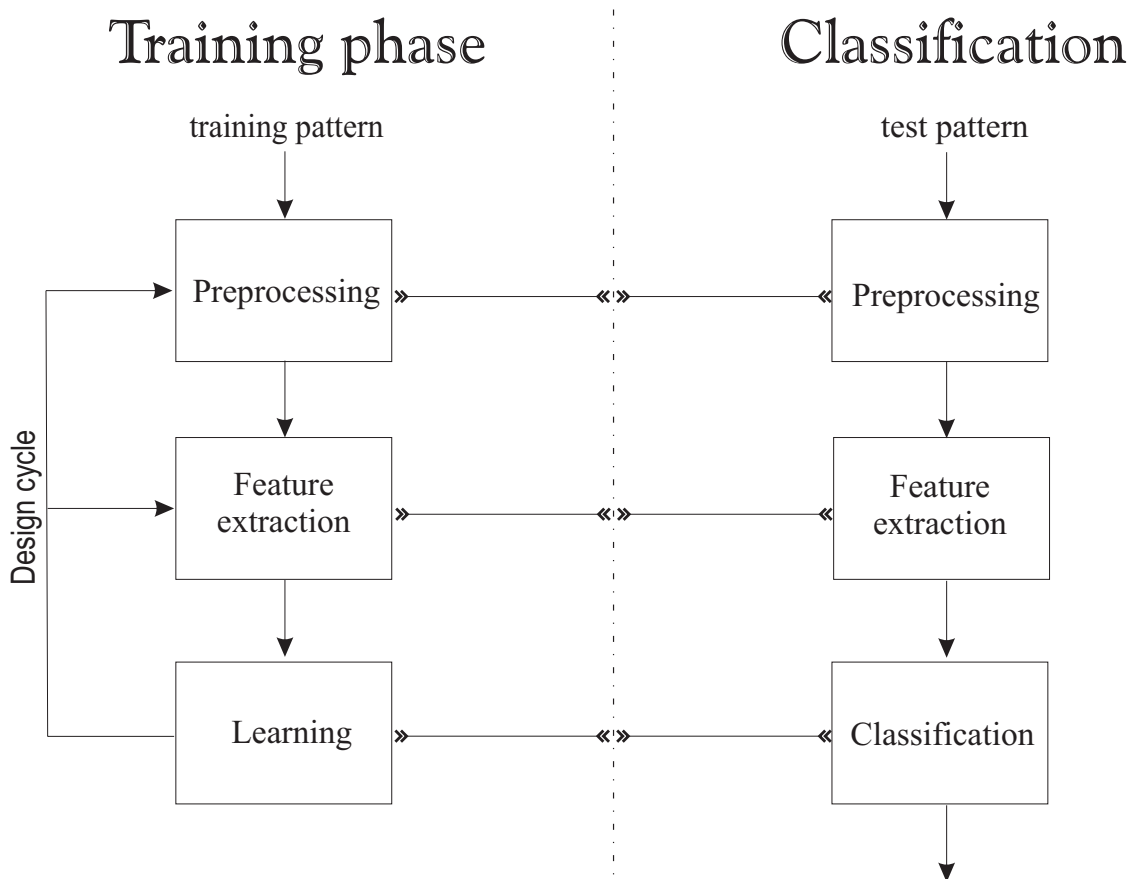 Training phase
Classification
training pattern
test pattern
Preprocessing
Preprocessing
Design cycle
Feature
extraction
Feature
extraction
Learning
Classification